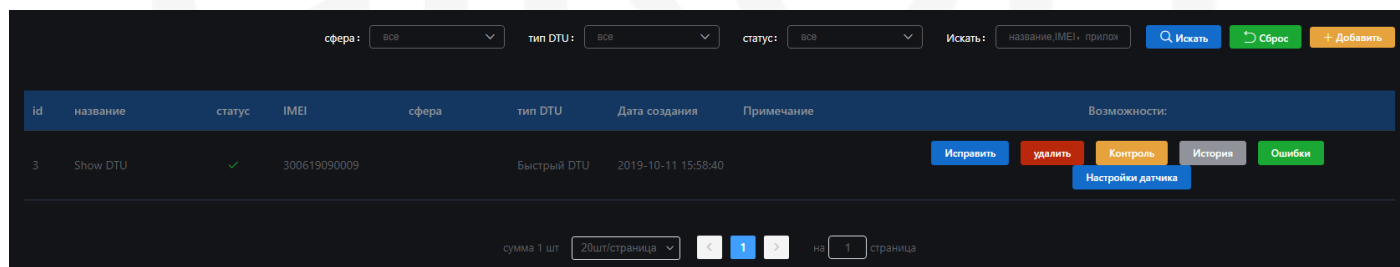 сфера: все тип DTU: все статус: все Искать: название,IMEI, прилож Искать Сброс + Добавить
id название статус IMEI сфера тип DTU Дата создания Примечание Возможности:
3 Show DTU 300619090009 Быстрый DTU 2019-10-11 15:58:40 Исправить удалить Контроль История Ошибки
Настройки датчика
сумма 1 шт 20шт/страница < 1 > на 1 страница